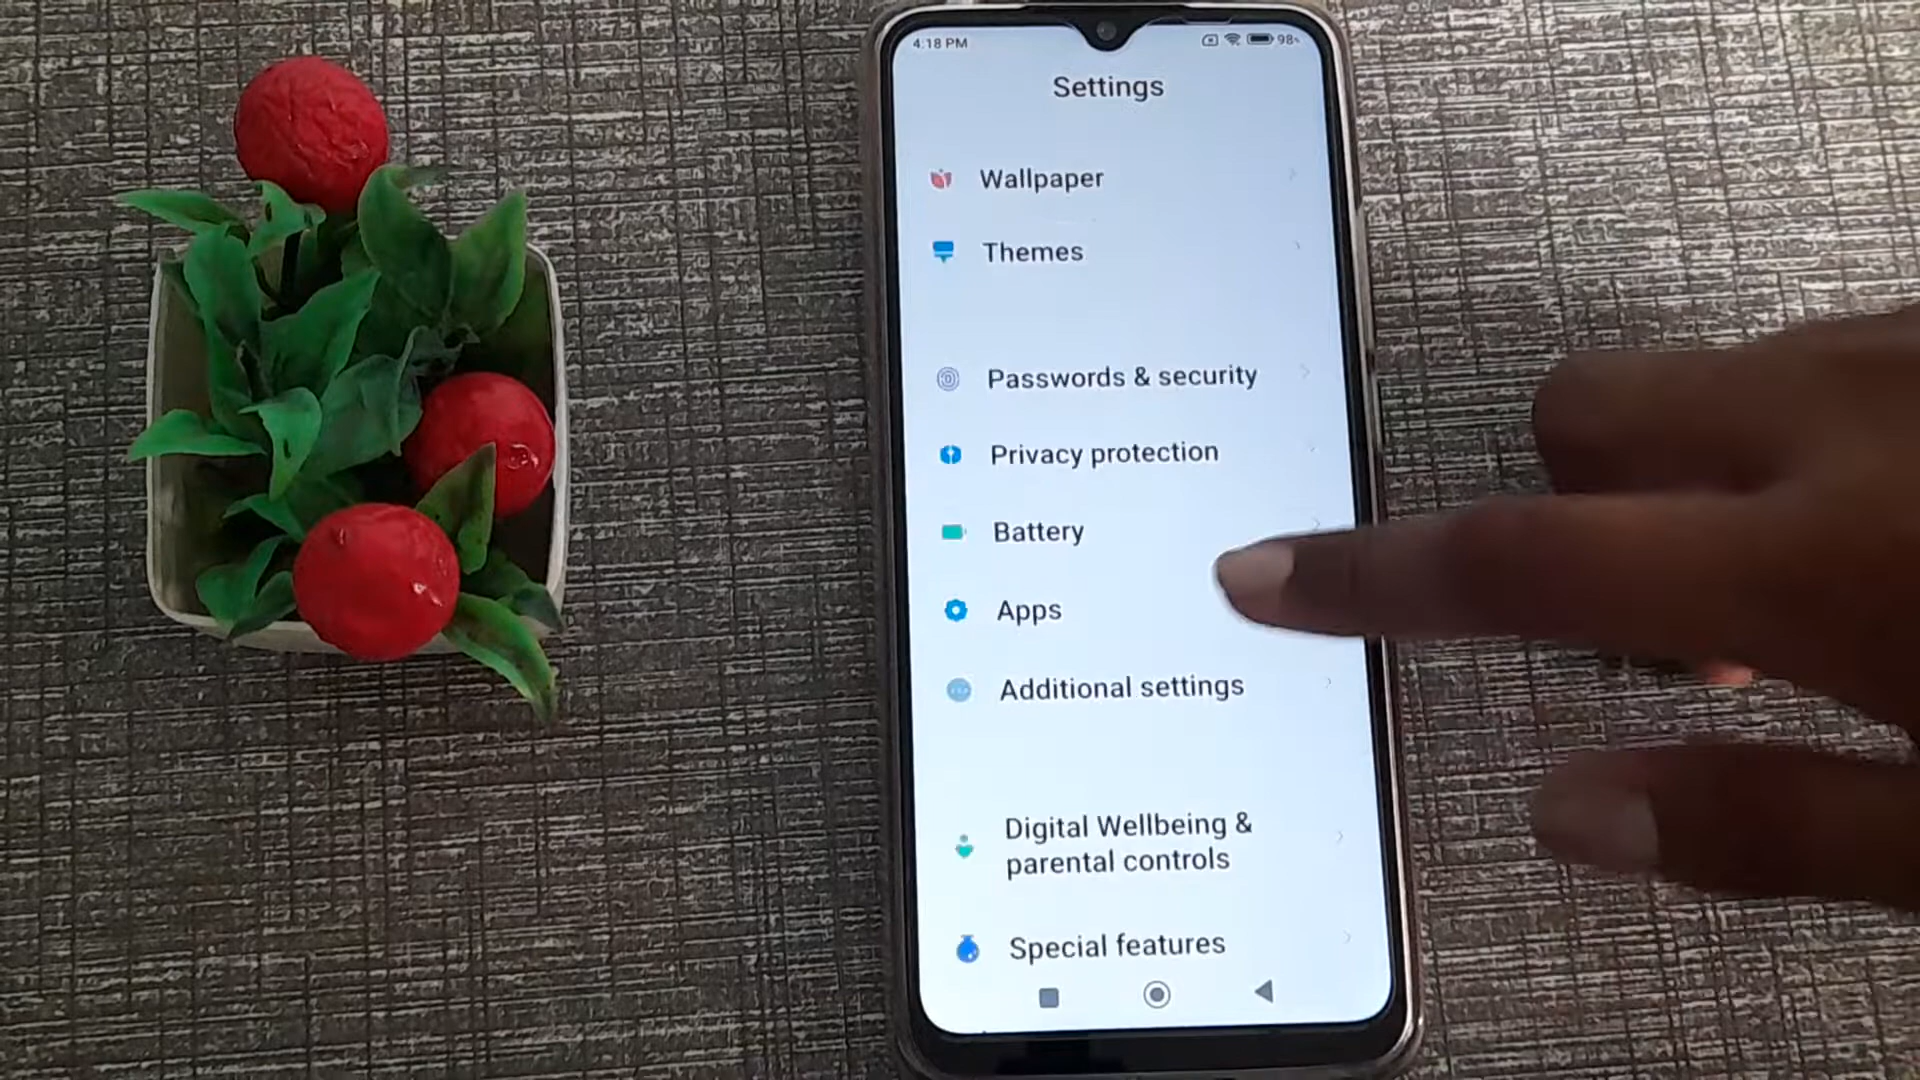 4:18 PM
98%
Settings
Wallpaper
Themes
Passwords & security
Privacy protection
Battery
Apps
Additional settings
Digital Wellbeing &
parental controls
Special features